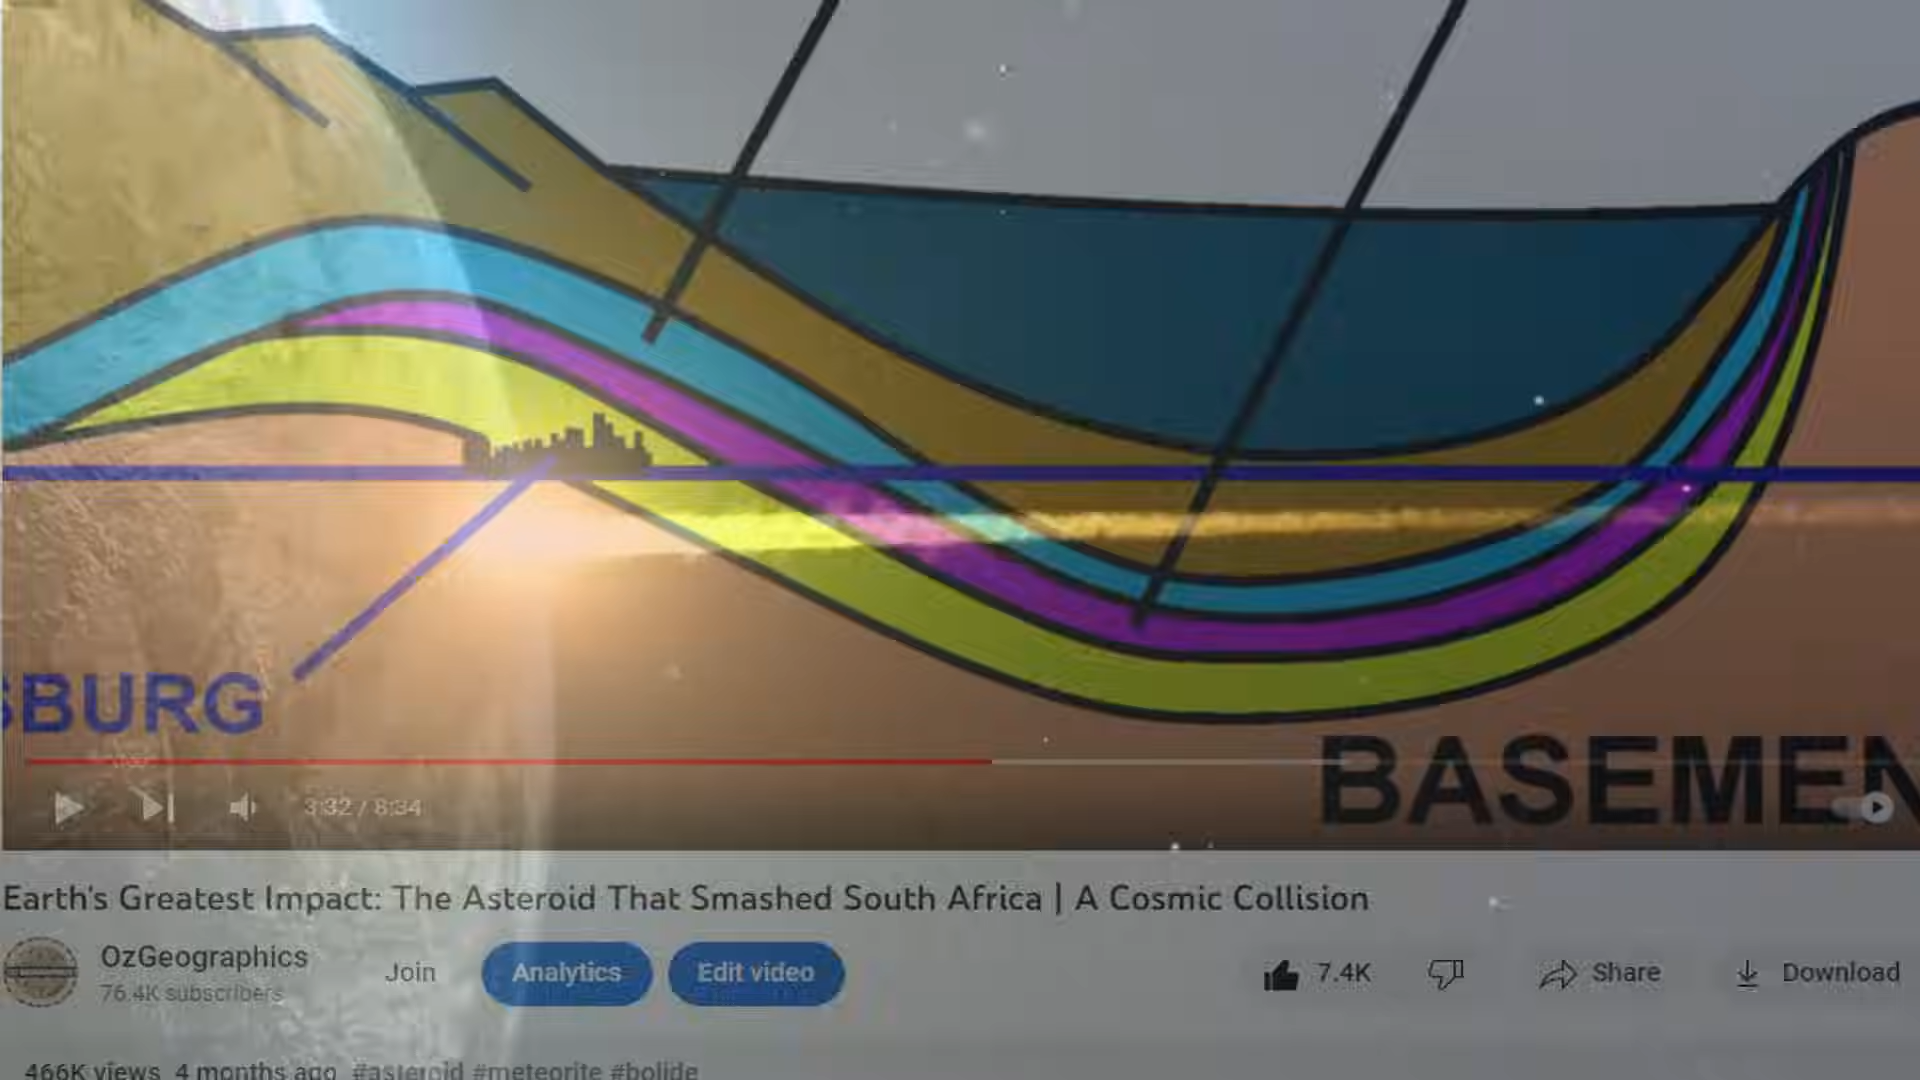 SBURG
BASEMEN
3:32 / 8:34
Earth's Greatest Impact: The Asteroid That Smashed South Africa | A Cosmic Collision
OzGeographics
76.4K subscribers
Join
Analytics
Edit video
7.4K
Share
Download
466K views 4 months ago #asteroid #meteorite #bolide